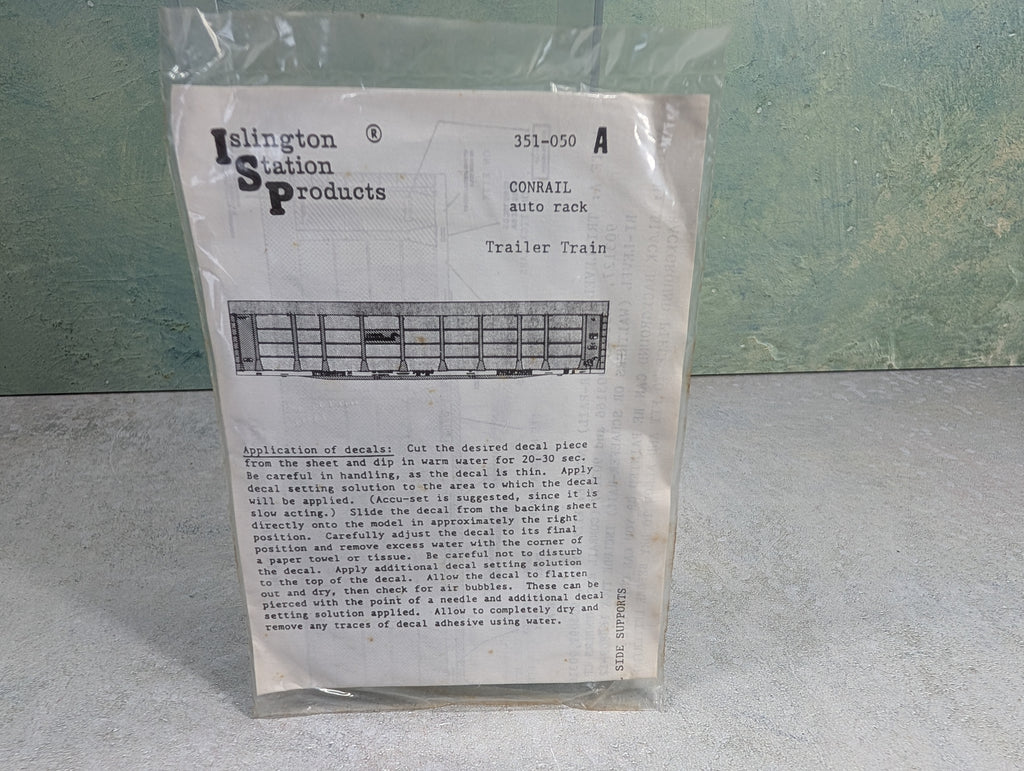 Islington ®
Station
Products
351-050 A
CONRAIL
auto rack
Trailer Train
Application of decals: Cut the desired decal piece
from the sheet and dip in warm water for 20-30 sec.
Be careful in handling, as the decal is thin. Apply
decal setting solution to the area to which the decal
will be applied. (Accu-set is suggested, since it is
slow acting.) Slide the decal from the backing sheet
directly onto the model in approximately the right
position. Carefully adjust the decal to its final
position and remove excess water with the corner of
a paper towel or tissue. Be careful not to disturb
the decal. Apply additional decal setting solution
to the top of the decal. Allow the decal to flatten
out and dry, then check for air bubbles. These can be
pierced with the point of a needle and additional decal
setting solution applied. Allow to completely dry and
remove any traces of decal adhesive using water.
SIDE SUPPORTS